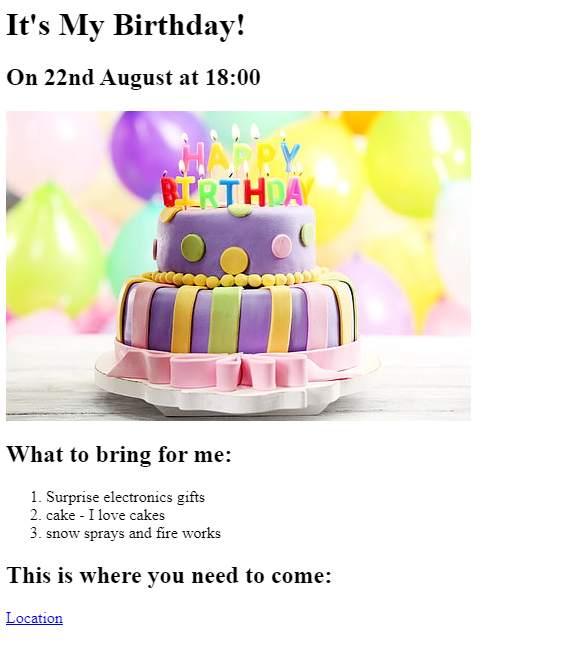 It's My Birthday!
On 22nd August at 18:00
HAPPY
BIRTHDAY
What to bring for me:
1. Surprise electronics gifts
2. cake - I love cakes
3. snow sprays and fire works
This is where you need to come:
Location